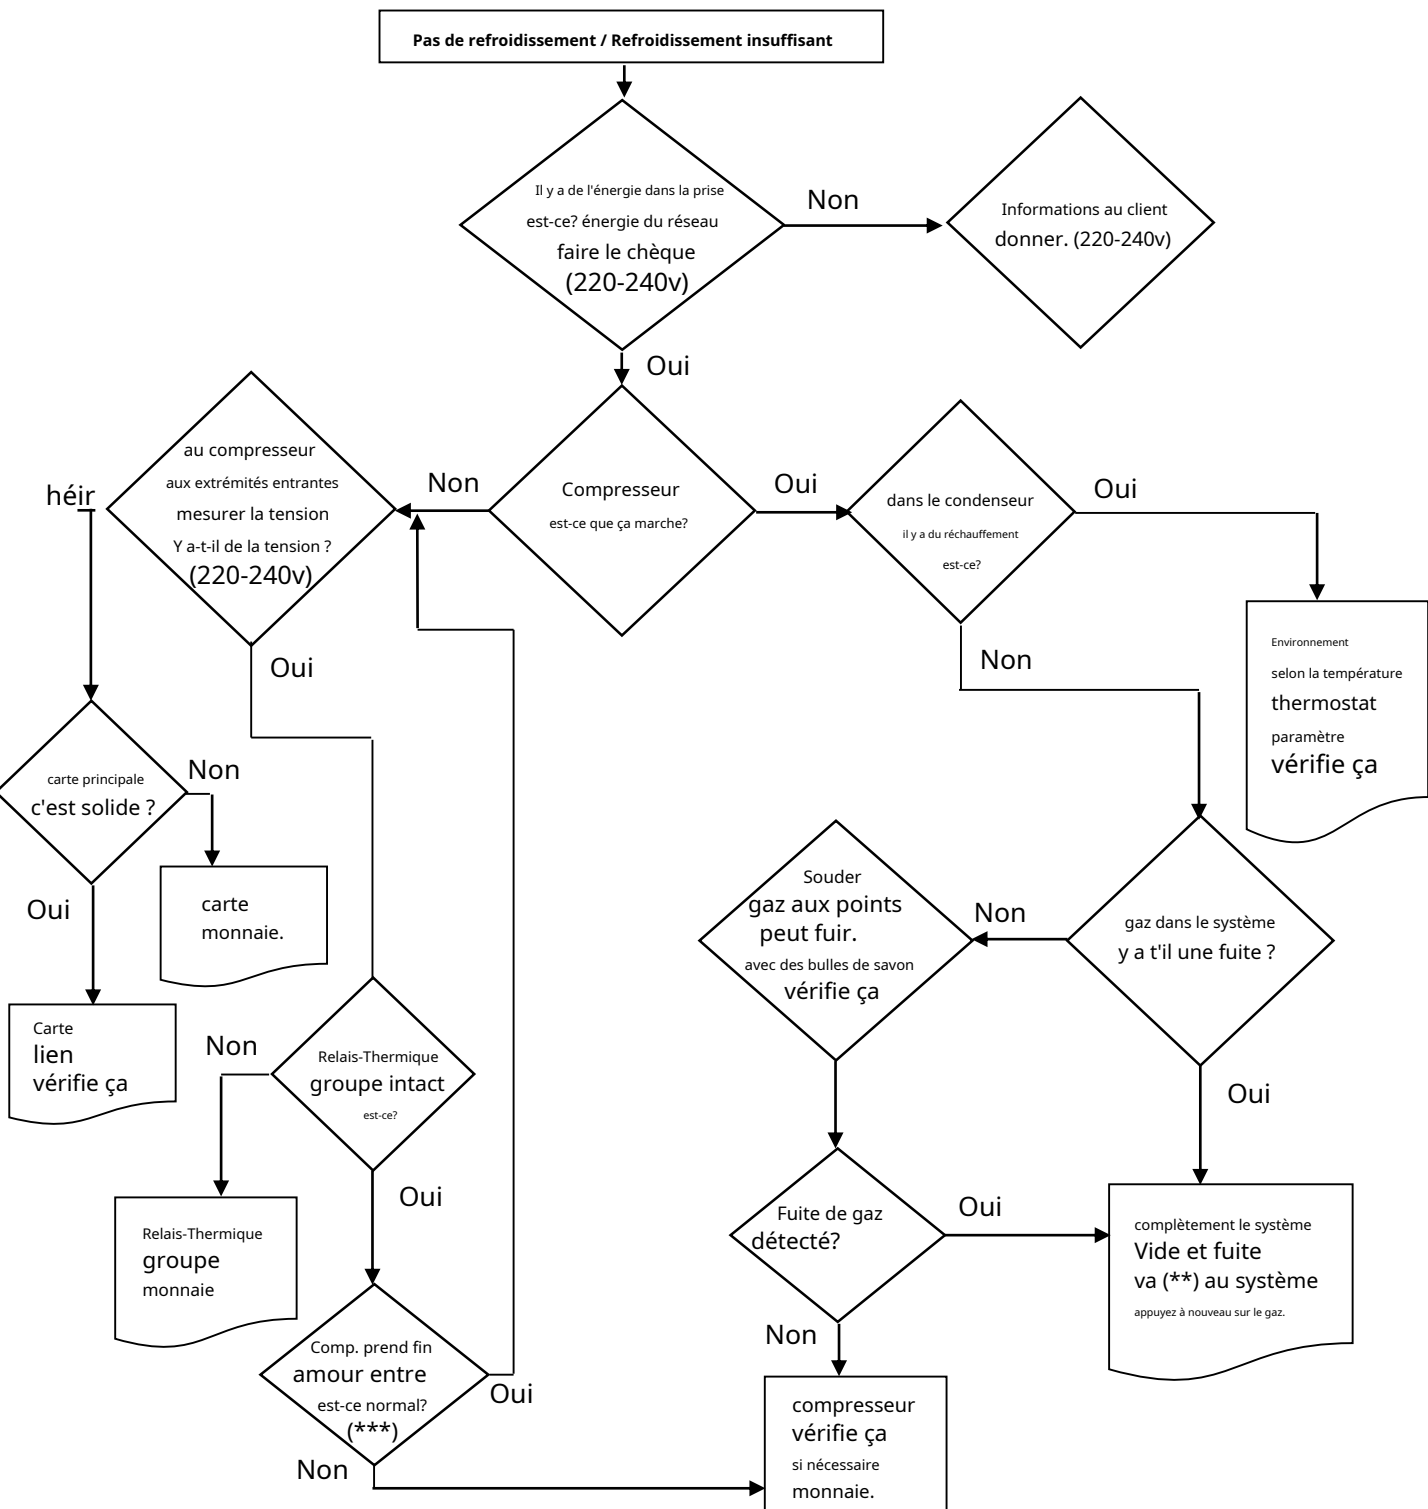 Pas de refroidissement / Refroidissement insuffisant
Il y a de l'énergie dans la prise
est-ce? énergie du réseau
faire le chèque
(220-240v)
Non
Informations au client
donner. (220-240v)
Oui
au compresseur
aux extrémités entrantes
mesurer la tension
Y a-t-il de la tension ?
(220-240v)
héir
Non
Compresseur
est-ce que ça marche?
Oui
dans le condenseur
il y a du réchauffement
est-ce?
Oui
Oui
Non
Environnement
selon la température
thermostat
paramètre
vérifie ça
carte principale
c'est solide ?
Non
Oui
carte
monnaie.
Souder
gaz aux points
peut fuir.
avec des bulles de savon
vérifie ça
Non
gaz dans le système
y a t'il une fuite ?
Carte
lien
vérifie ça
Non
Relais-Thermique
groupe intact
est-ce?
Oui
Oui
Relais-Thermique
groupe
monnaie
Fuite de gaz
détecté?
Oui
complètement le système
Vide et fuite
va (**) au système
appuyez à nouveau sur le gaz.
Non
Comp. prend fin
amour entre
est-ce normal?
(***)
Oui
Non
compresseur
vérifie ça
si nécessaire
monnaie.